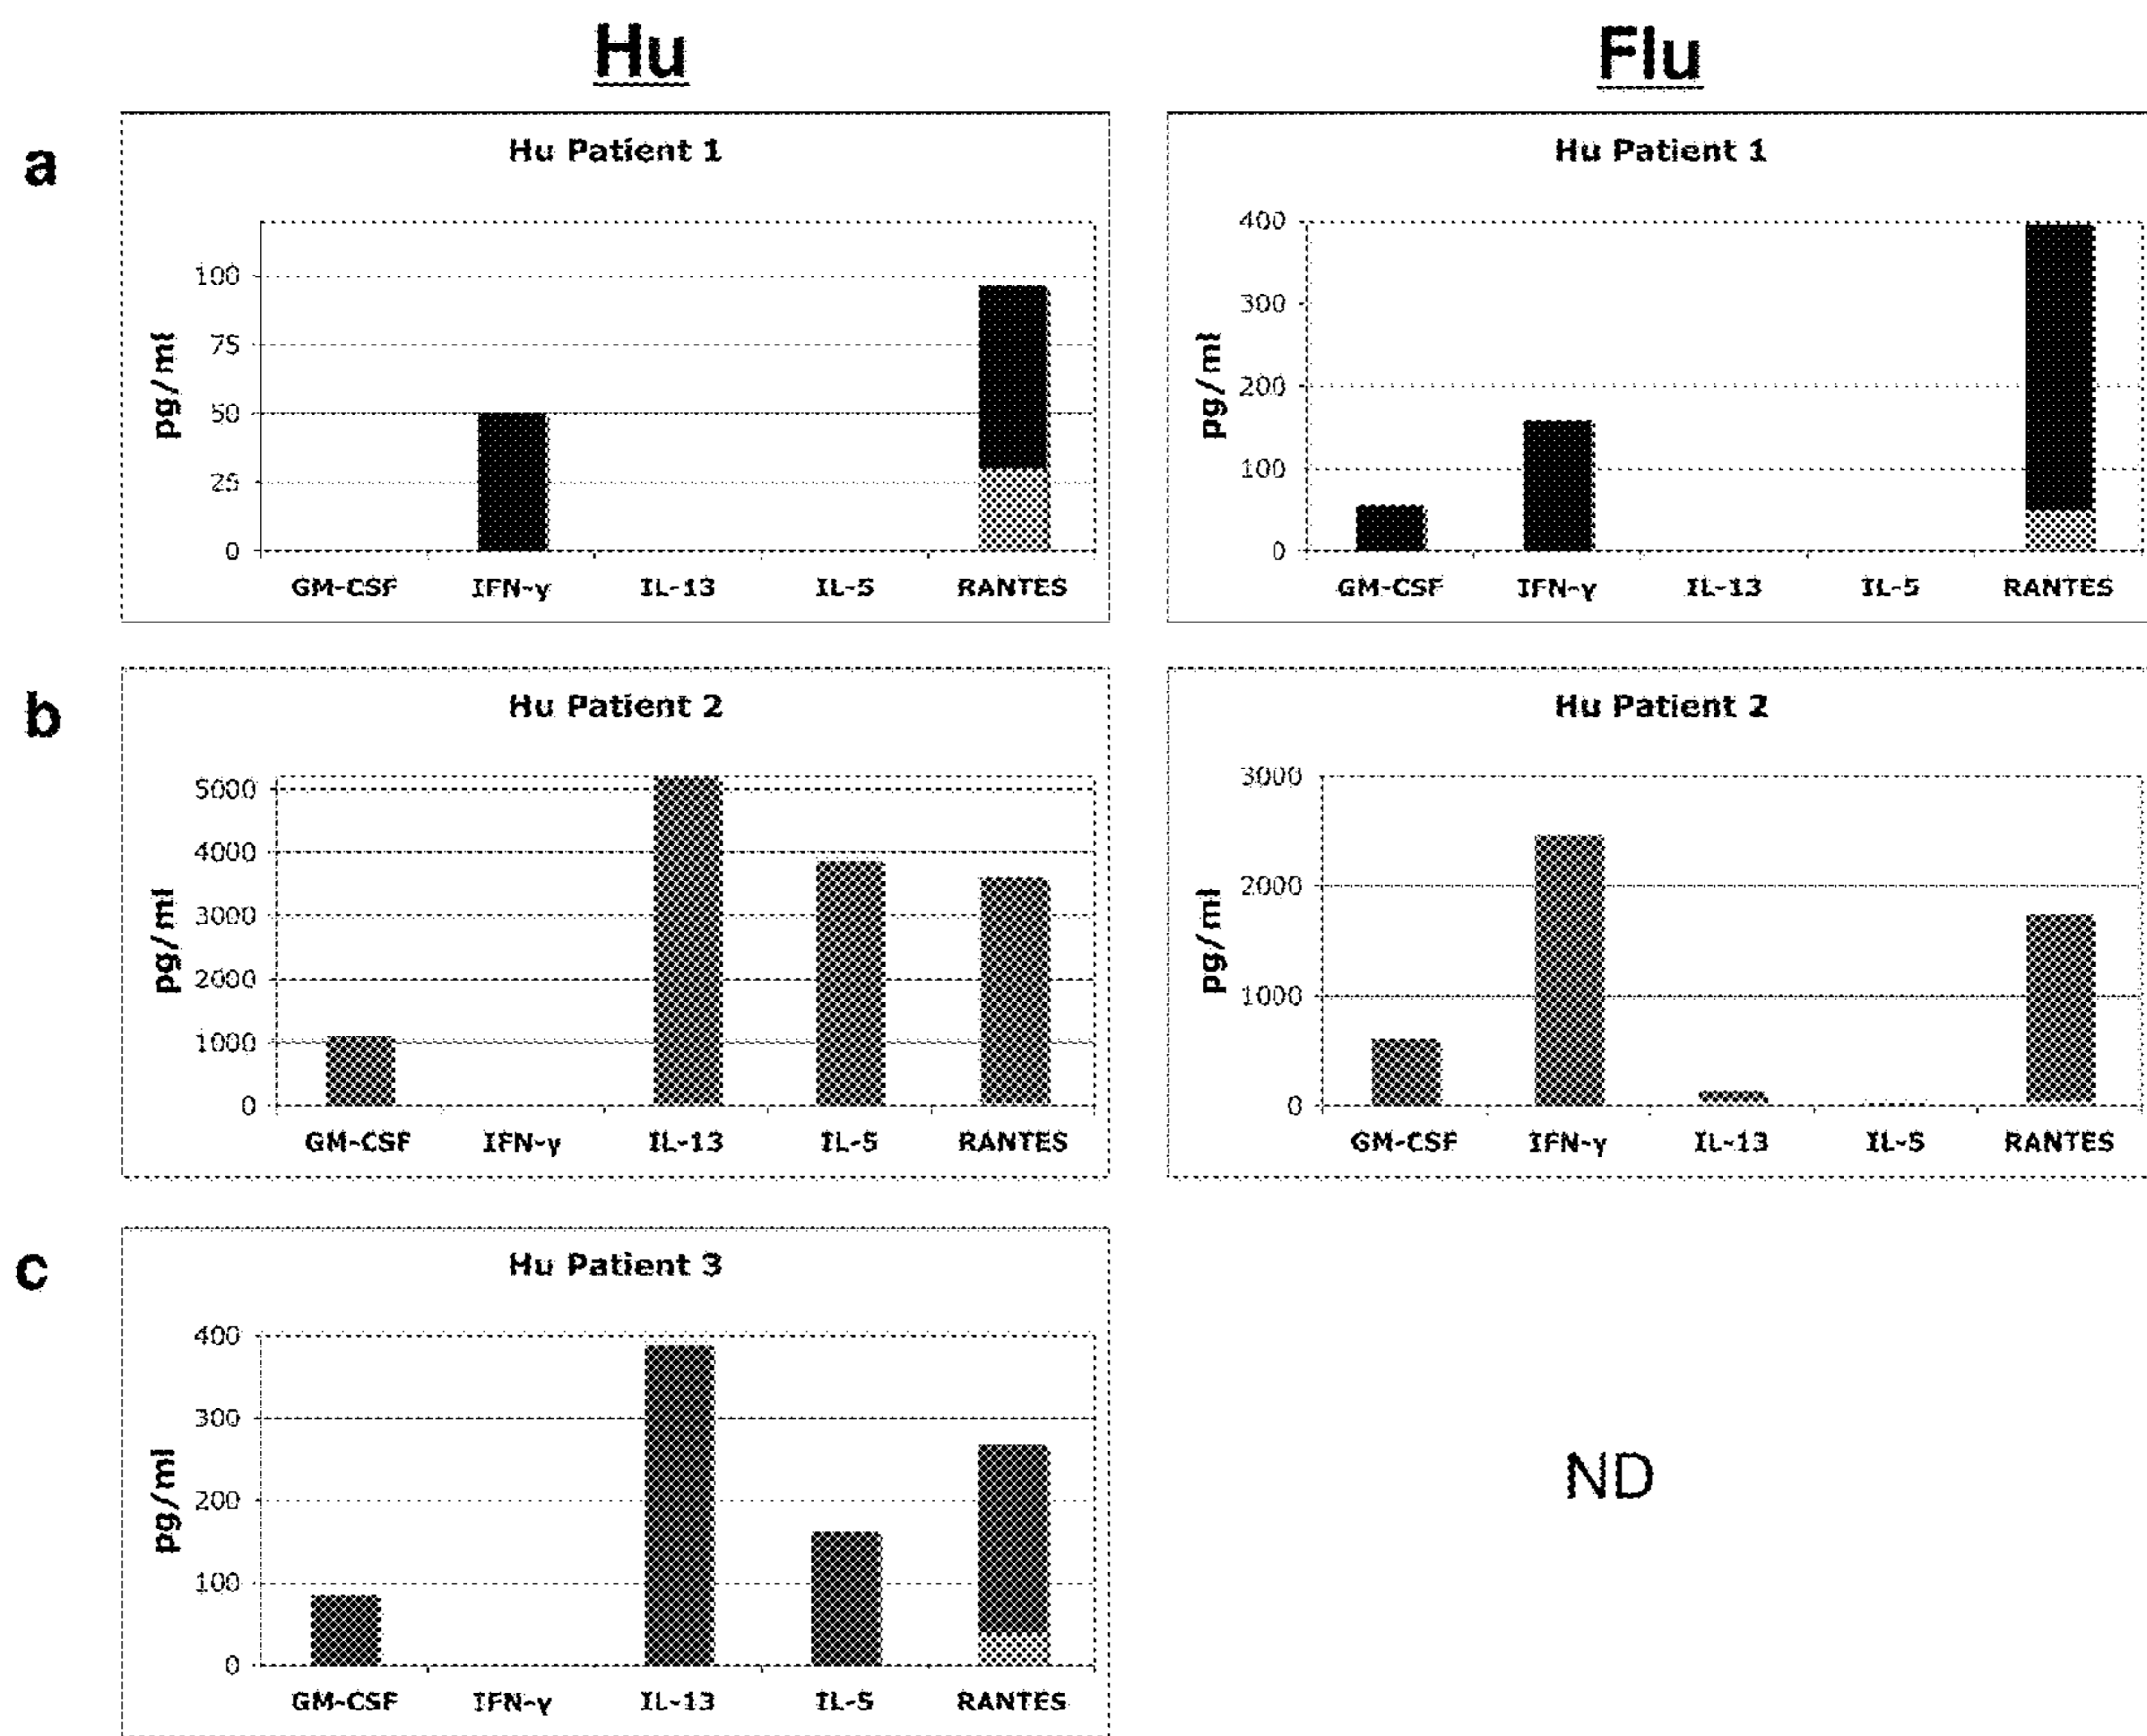 Hu
Flu
a
Hu Patient 1
pg/ml
100
75
50
25
0
GM-CSF IFN-γ IL-13 IL-5 RANTES
Hu Patient 1
pg/ml
400
300
200
100
0
GM-CSF IFN-γ IL-13 IL-5 RANTES
b
Hu Patient 2
pg/ml
5000
4000
3000
2000
1000
0
GM-CSF IFN-γ IL-13 IL-5 RANTES
Hu Patient 2
pg/ml
3000
2000
1000
0
GM-CSF IFN-γ IL-13 IL-5 RANTES
c
Hu Patient 3
pg/ml
400
300
200
100
0
GM-CSF IFN-γ IL-13 IL-5 RANTES
ND